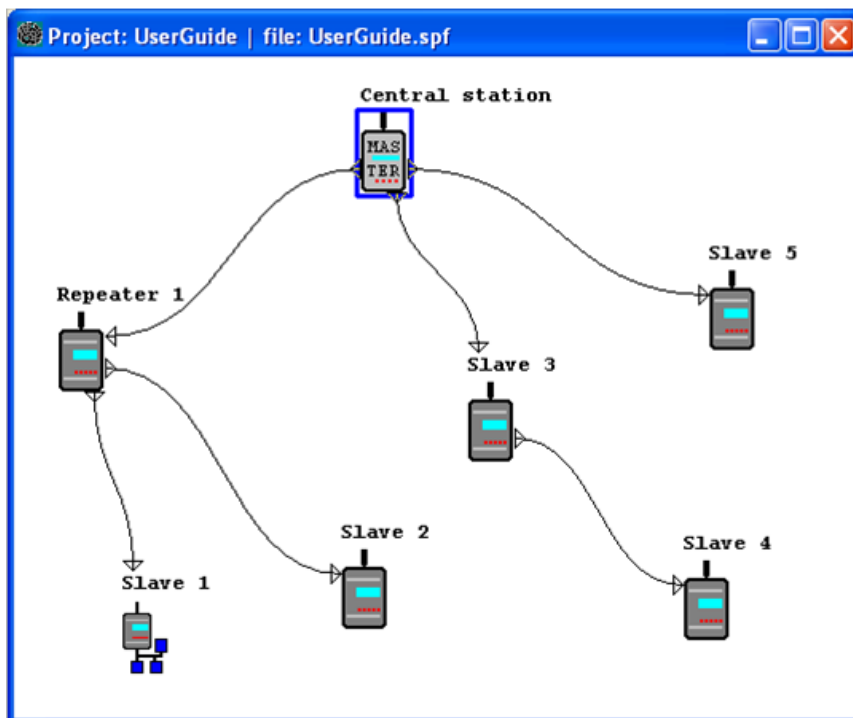 Project: UserGuide | file: UserGuide.spf
Central station
MAS
TER
Slave 5
Repeater 1
Slave 3
Slave 2
Slave 4
Slave 1